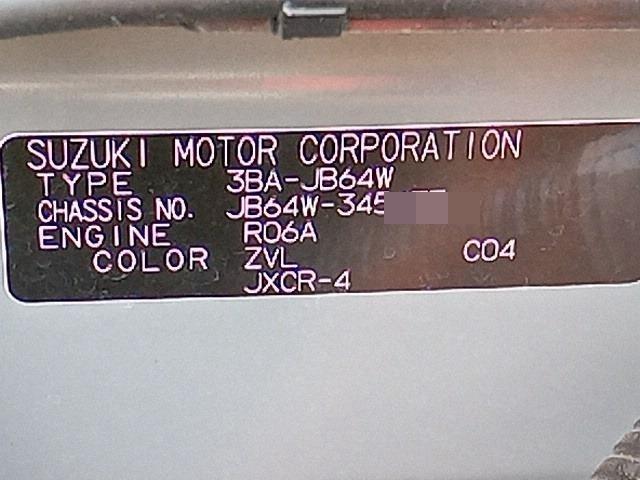 SUZUKI MOTOR CORPORATION
TYPE 3BA-JB64W
CHASSIS NO. JB64W-345
ENGINE R06A
COLOR ZVL C04
JXCR-4